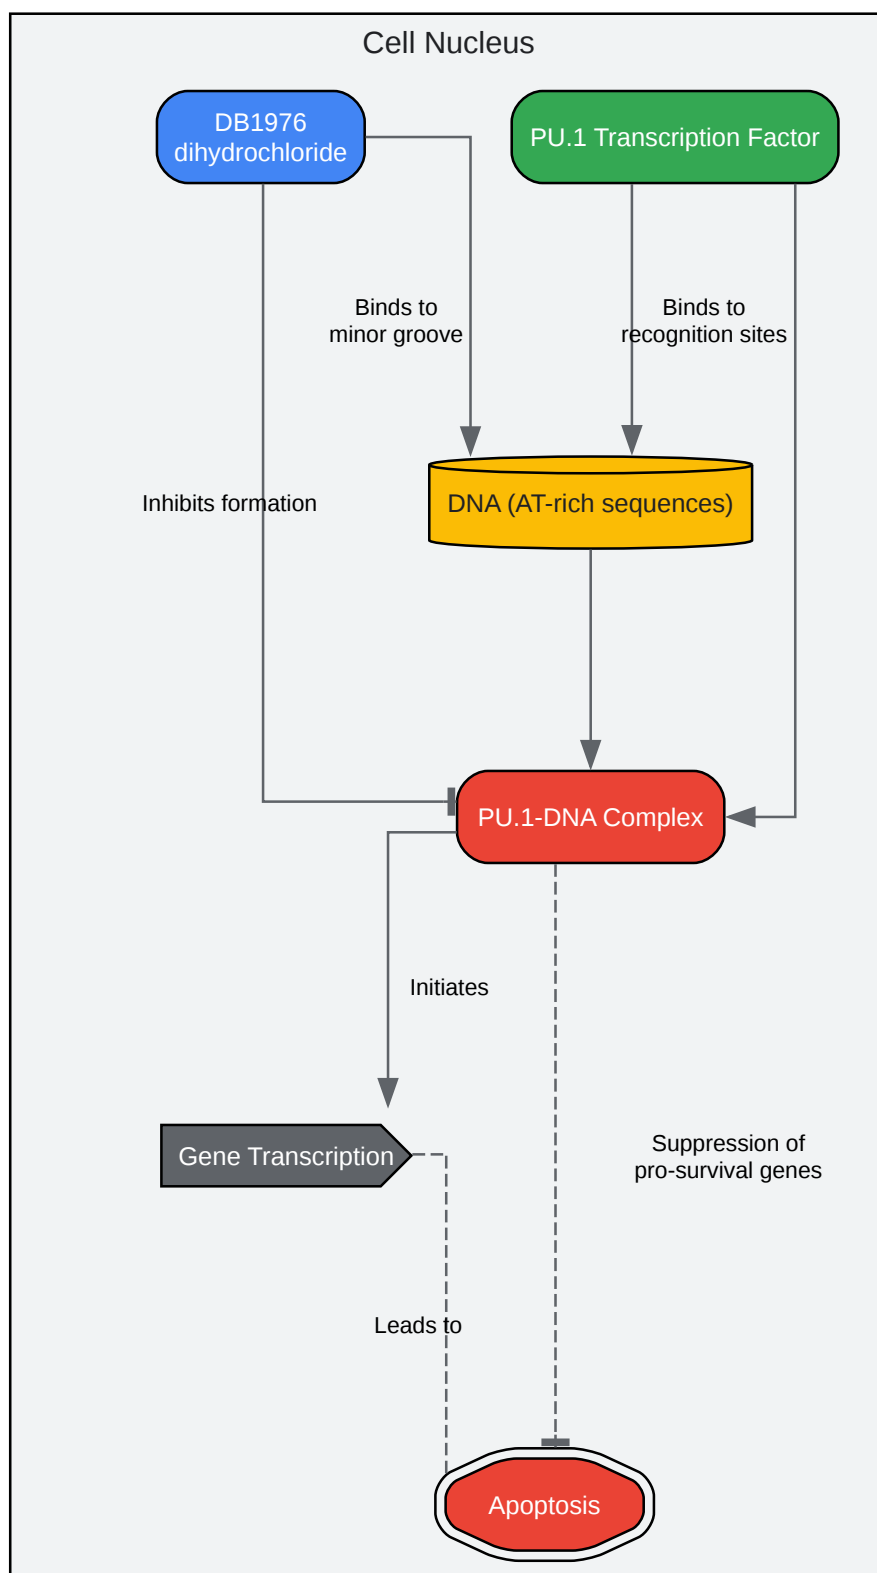 Cell Nucleus
DB1976
dihydrochloride
PU.1 Transcription Factor
Binds to
minor groove
Binds to
recognition sites
Inhibits formation
DNA (AT-rich sequences)
PU.1-DNA Complex
Initiates
Gene Transcription
Suppression of
pro-survival genes
Leads to
Apoptosis